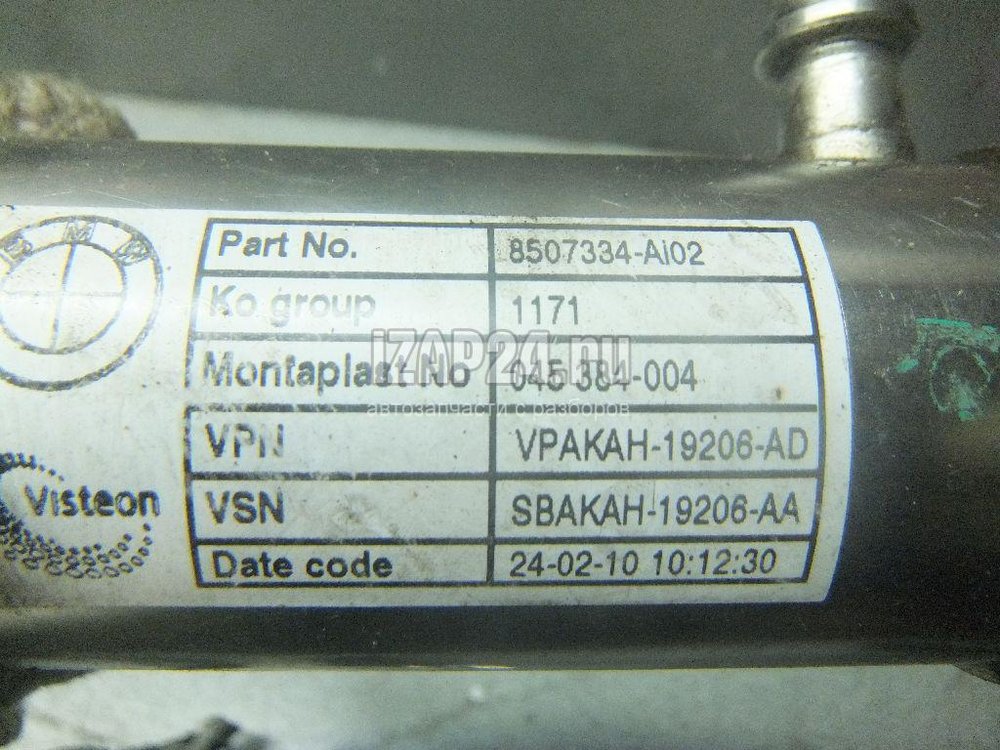 BMW
Part No. 8507334-AI02
Ko group 1171
Montaplast No 045 384-004
VPN VPAKAH-19206-AD
VSN SBAKAH-19206-AA
Date code 24-02-10 10:12:30
Visteon
iZAP24.ru
автозапчасти с разборов